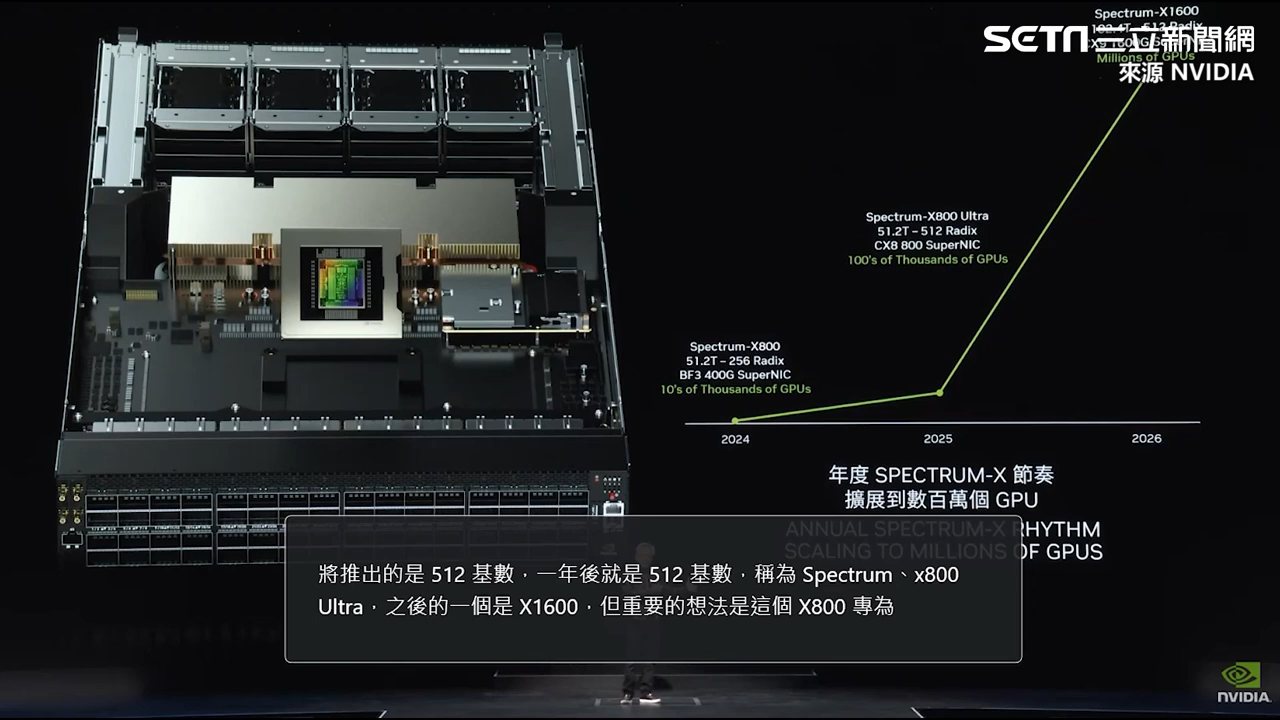 Spectrum-X1600
SETN三立新聞網
Millions of GPUs
來源 NVIDIA
Spectrum-X800 Ultra
51.2T – 512 Radix
CX8 800 SuperNIC
100's of Thousands of GPUs
Spectrum-X800
51.2T – 256 Radix
BF3 400G SuperNIC
10's of Thousands of GPUs
2024 2025 2026
年度 SPECTRUM-X 節奏
擴展到數百萬個 GPU
ANNUAL SPECTRUM-X RHYTHM
SCALING TO MILLIONS OF GPUS
將推出的是 512 基數，一年後就是 512 基數，稱為 Spectrum、x800
Ultra，之後的一個是 X1600，但重要的想法是這個 X800 專為
NVIDIA